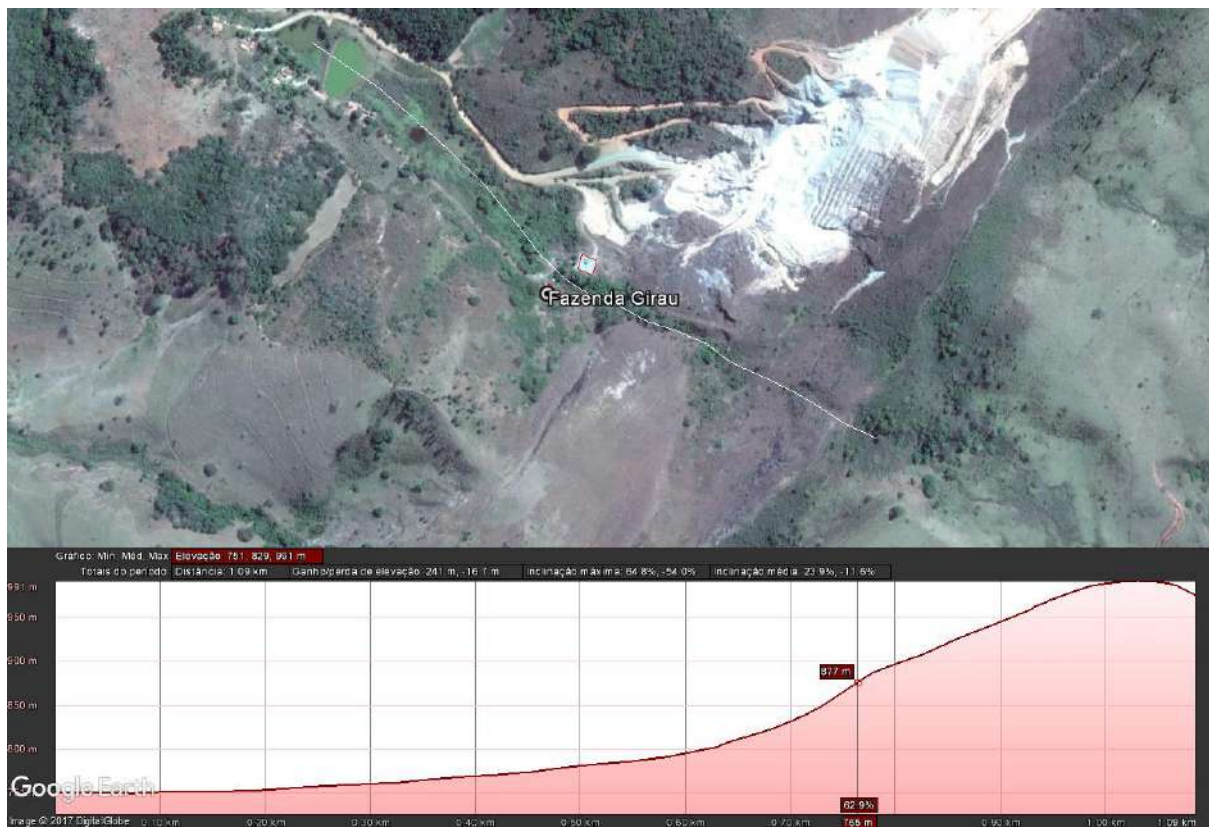 Fazenda Girau
Gráfico: Mín, Méd, Máx Elevação: 751, 829, 991 m
Totais do período: Distância: 1.09 km Ganho/perda de elevação: 241 m, -16.1 m Inclinação máxima: 64.8%, -54.0% Inclinação média: 23.9%, -11.6%
991 m
950 m
900 m
877 m
850 m
800 m
Google Earth
62.9%
Image © 2017 DigitalGlobe 0.10 km 0.20 km 0.30 km 0.40 km 0.50 km 0.60 km 0.70 km 765 m 0.90 km 1.00 km 1.09 km